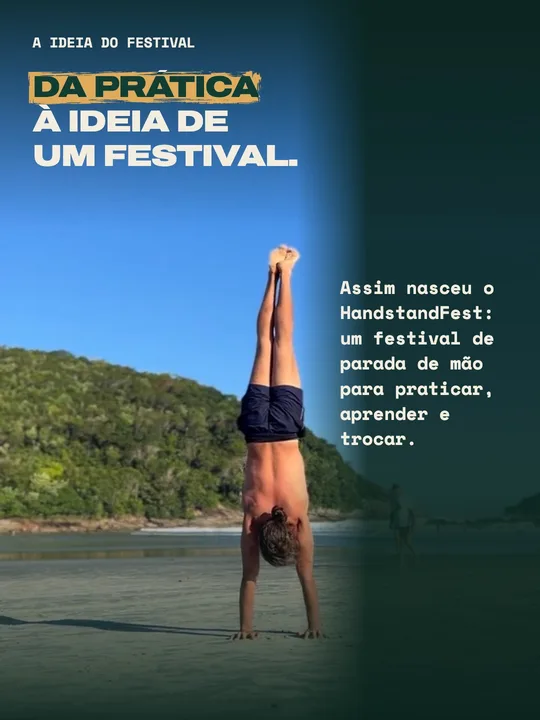 A IDEIA DO FESTIVAL
DA PRÁTICA
À IDEIA DE
UM FESTIVAL.
Assim nasceu o
HandstandFest:
um festival de
parada de mão
para praticar,
aprender e
trocar.